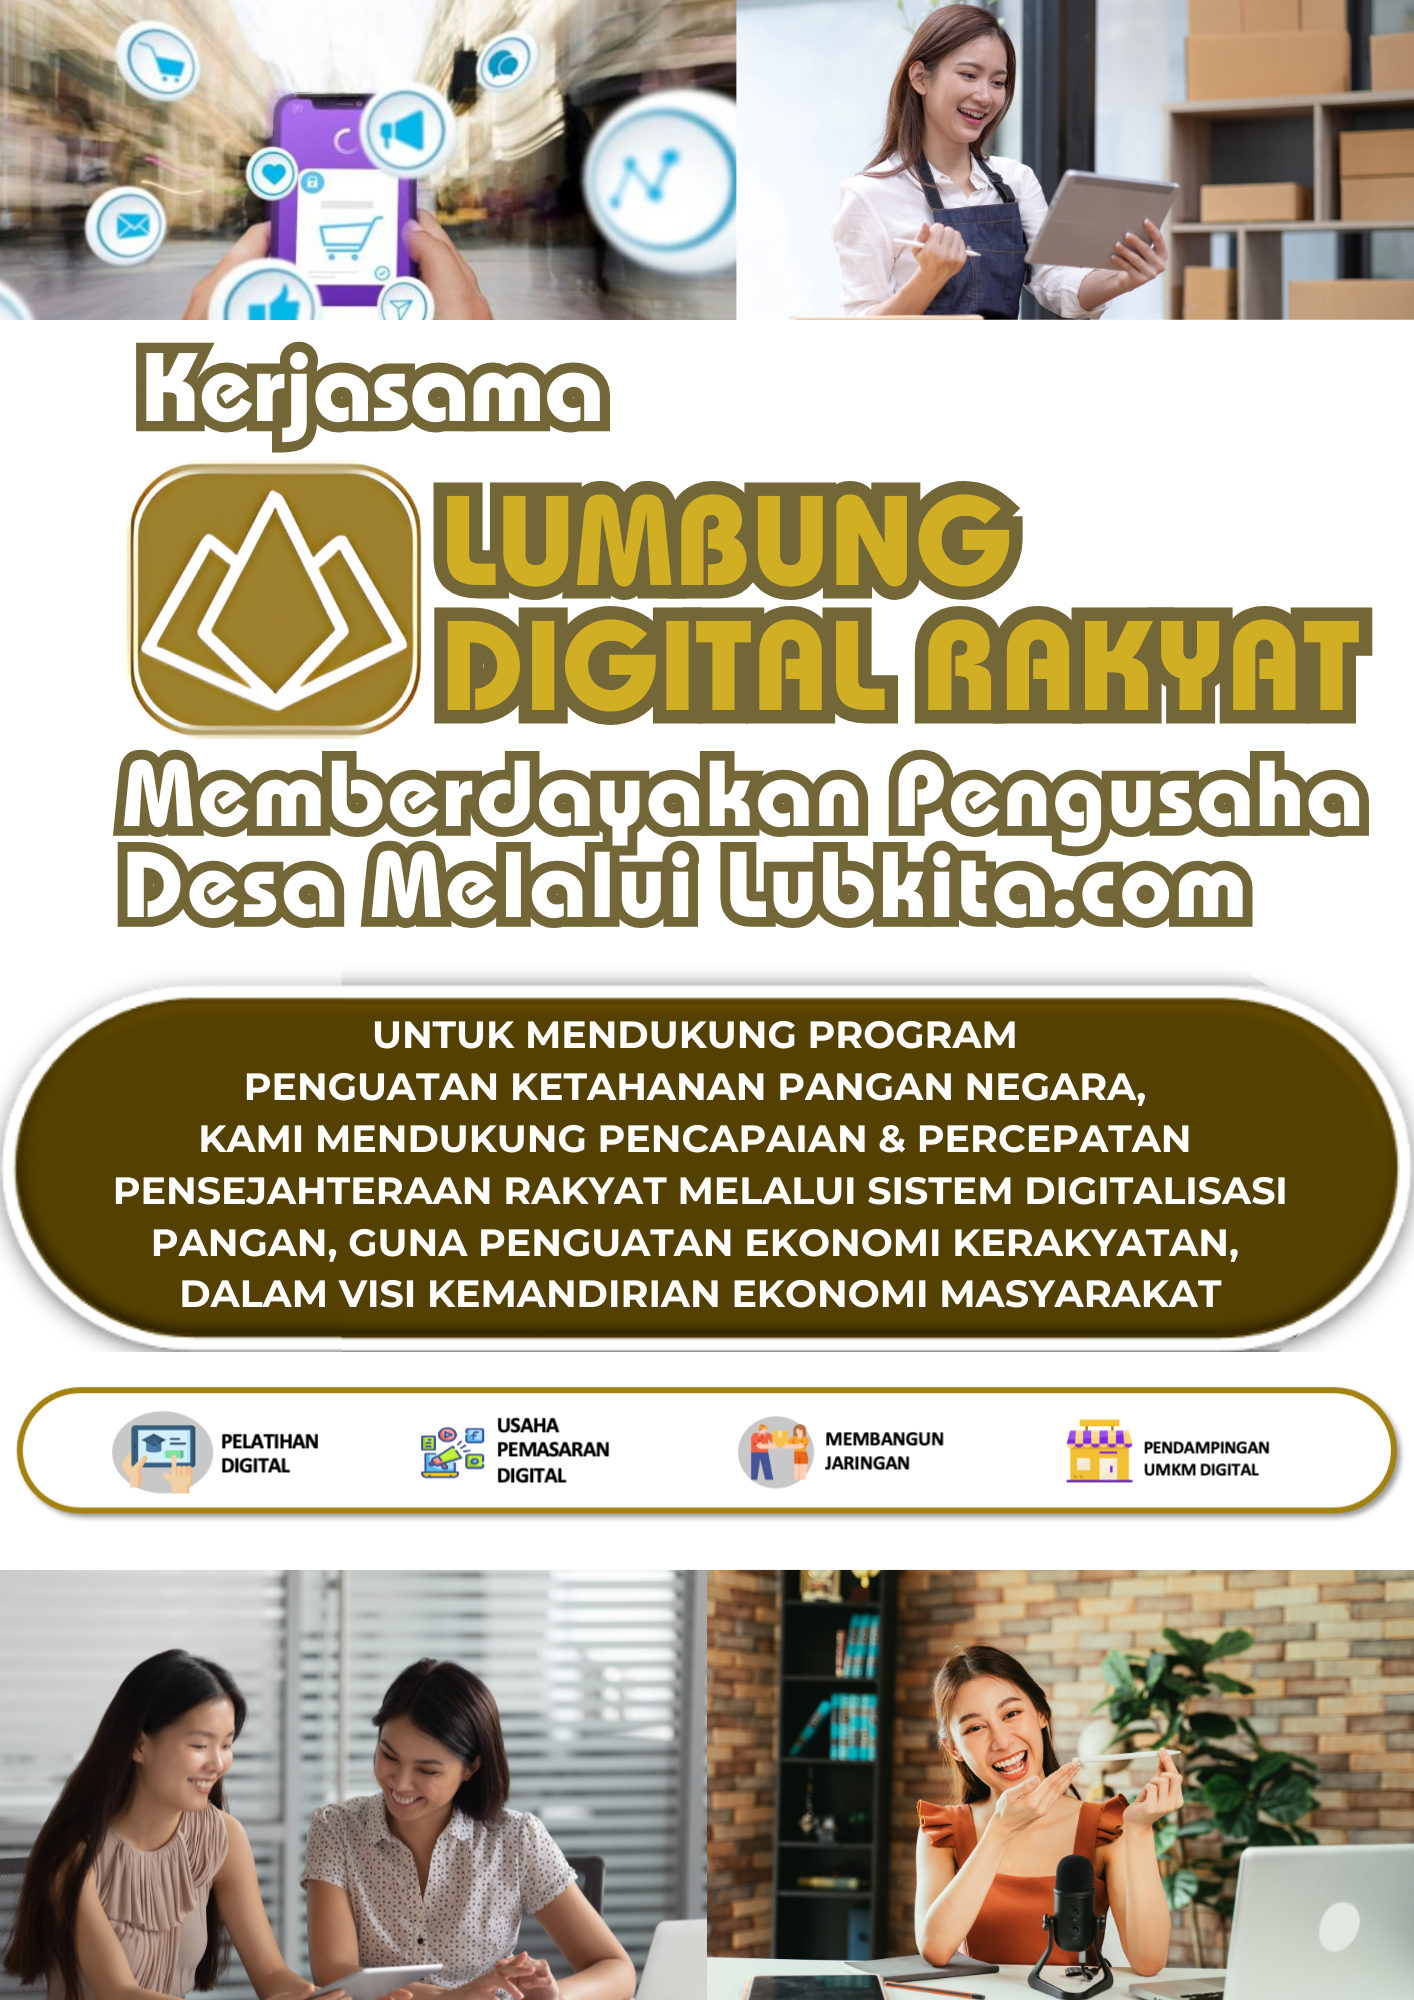 Kerjasama
LUMBUNG
DIGITAL RAKYAT
Memberdayakan Pengusaha
Desa Melalui Lubkita.com
UNTUK MENDUKUNG PROGRAM
PENGUATAN KETAHANAN PANGAN NEGARA,
KAMI MENDUKUNG PENCAPAIAN & PERCEPATAN
PENSEJAHTERAAN RAKYAT MELALUI SISTEM DIGITALISASI
PANGAN, GUNA PENGUATAN EKONOMI KERAKYATAN,
DALAM VISI KEMANDIRIAN EKONOMI MASYARAKAT
PELATIHAN
DIGITAL
USAHA
PEMASARAN
DIGITAL
MEMBANGUN
JARINGAN
PENDAMPINGAN
UMKM DIGITAL